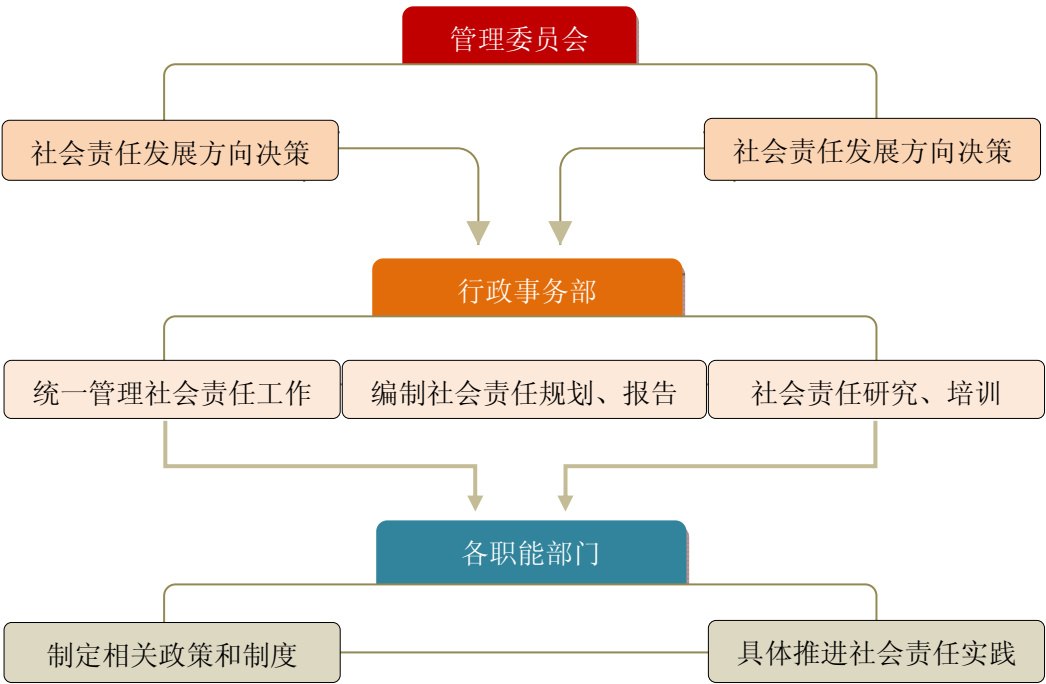 管理委员会
社会责任发展方向决策
社会责任发展方向决策
行政事务部
统一管理社会责任工作
编制社会责任规划、报告
社会责任研究、培训
各职能部门
制定相关政策和制度
具体推进社会责任实践